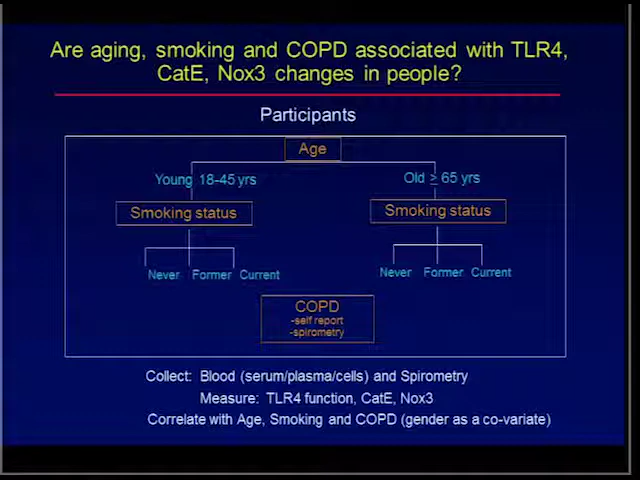 Are aging, smoking and COPD associated with TLR4,
CatE, Nox3 changes in people?
Participants
Age
Young 18-45 yrs
Old ≥ 65 yrs
Smoking status
Smoking status
Never Former Current
Never Former Current
COPD
-self report
-spirometry
Collect: Blood (serum/plasma/cells) and Spirometry
Measure: TLR4 function, CatE, Nox3
Correlate with Age, Smoking and COPD (gender as a co-variate)